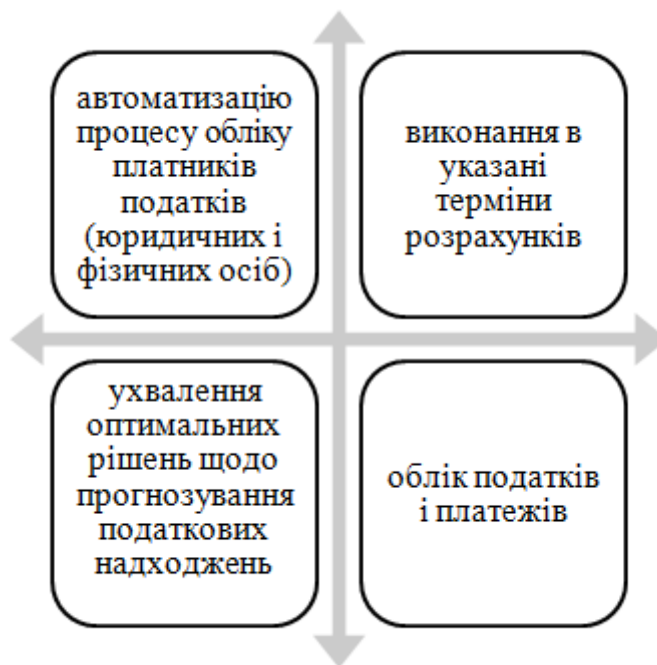 автоматизацію
процесу обліку
платників
податків
(юридичних і
фізичних осіб)
виконання в
указані
терміни
розрахунків
ухвалення
оптимальних
рішень щодо
прогнозування
податкових
надходжень
облік податків
і платежів